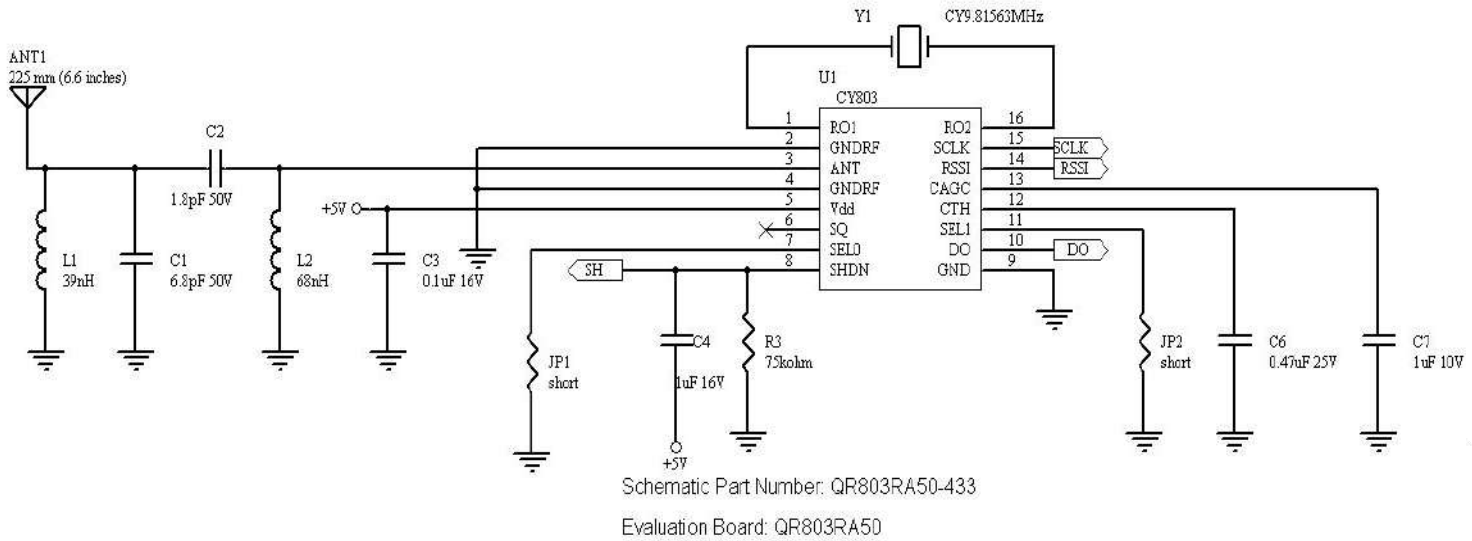 Y1 CY9.81563MHz
ANT1
225 mm (6.6 inches)
U1
CY803
C2
1.8pF 50V
1 RO1 RO2 16
2 GNDRF SCLK 15 SCLK
3 ANT RSSI 14 RSSI
4 GNDRF CAGC 13
+5V 5 Vdd CTH 12
6 SQ SEL1 11
7 SEL0 DO 10 DO
SH 8 SHDN GND 9
L1
39nH
C1
6.8pF 50V
L2
68nH
C3
0.1uF 16V
JP1
short
C4
1uF 16V
R3
75kohm
JP2
short
C6
0.47uF 25V
C7
1uF 10V
+5V
Schematic Part Number: QR803RA50-433
Evaluation Board: QR803RA50